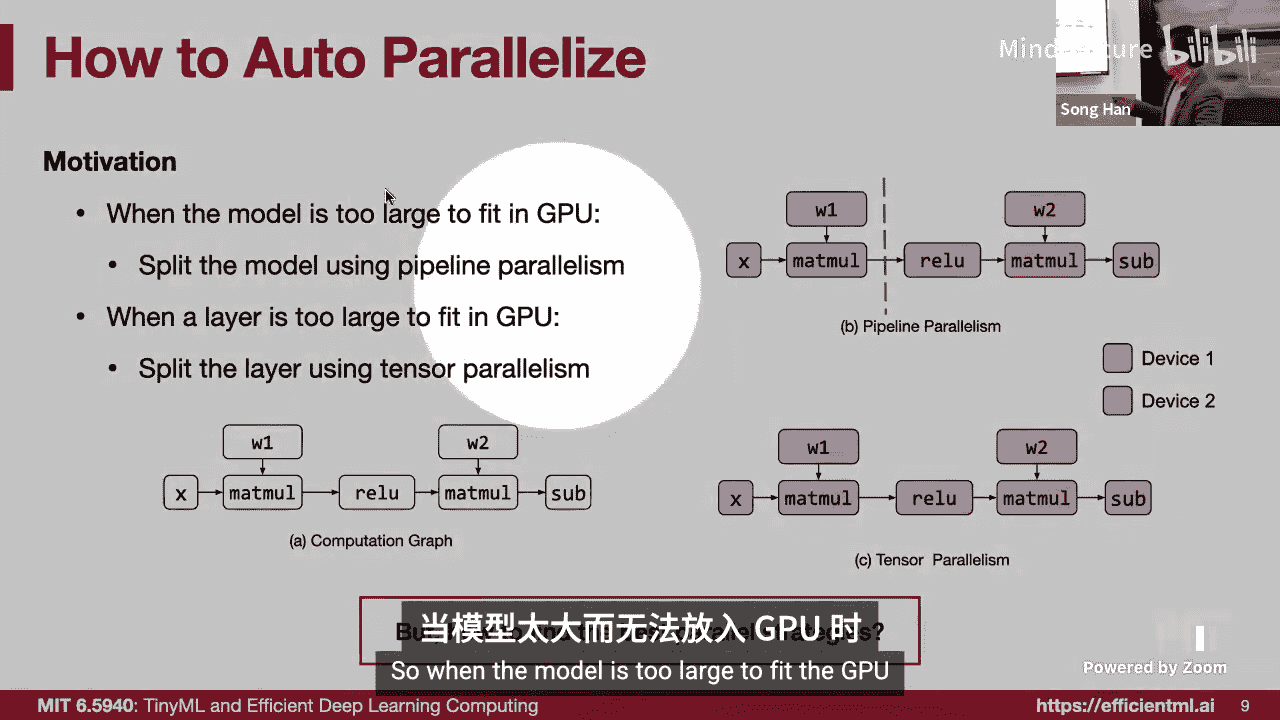 How to Auto Parallelize
bilibili
Song Han
Motivation
• When the model is too large to fit in GPU:
• Split the model using pipeline parallelism
• When a layer is too large to fit in GPU:
• Split the layer using tensor parallelism
w1 w2
x matmul relu matmul sub
(b) Pipeline Parallelism
Device 1
Device 2
w1 w2
x matmul relu matmul sub
(a) Computation Graph
w1 w2
x matmul relu matmul sub
(c) Tensor Parallelism
当模型太大而无法放入 GPU 时
So when the model is too large to fit the GPU
Powered by Zoom
MIT 6.5940: TinyML and Efficient Deep Learning Computing
https://efficientml.ai
9